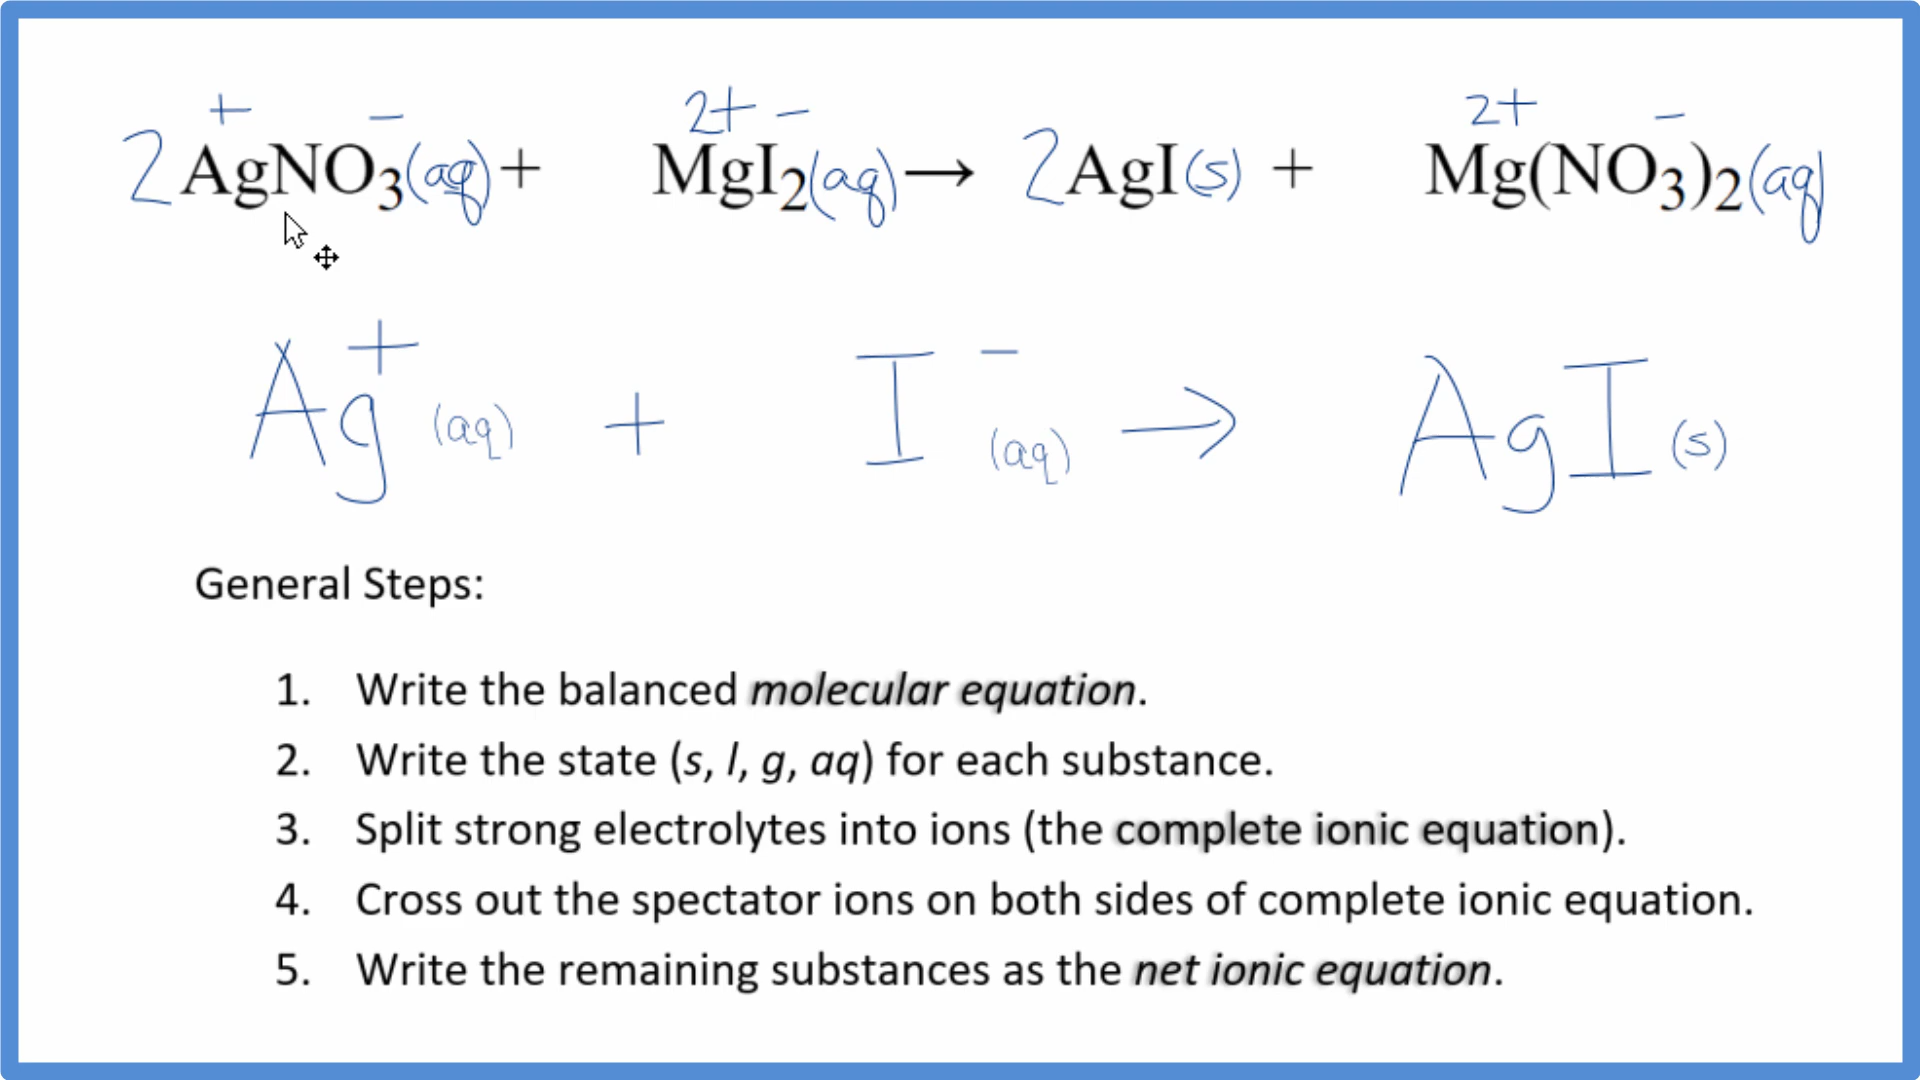 2AgNO₃(aq) + MgI₂(aq) → 2AgI(s) + Mg(NO₃)₂(aq)
+ − 2+ − 2+ −
Ag⁺(aq) + I⁻(aq) → AgI(s)
General Steps:
1. Write the balanced molecular equation.
2. Write the state (s, l, g, aq) for each substance.
3. Split strong electrolytes into ions (the complete ionic equation).
4. Cross out the spectator ions on both sides of complete ionic equation.
5. Write the remaining substances as the net ionic equation.